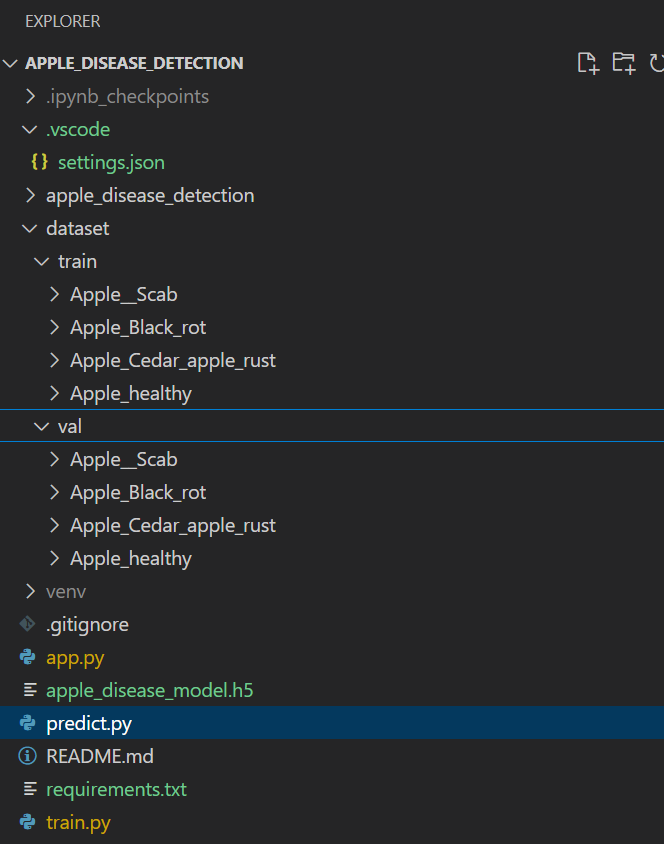 EXPLORER
APPLE_DISEASE_DETECTION
.ipynb_checkpoints
.vscode
{} settings.json
apple_disease_detection
dataset
train
Apple__Scab
Apple_Black_rot
Apple_Cedar_apple_rust
Apple_healthy
val
Apple__Scab
Apple_Black_rot
Apple_Cedar_apple_rust
Apple_healthy
venv
.gitignore
app.py
apple_disease_model.h5
predict.py
README.md
requirements.txt
train.py